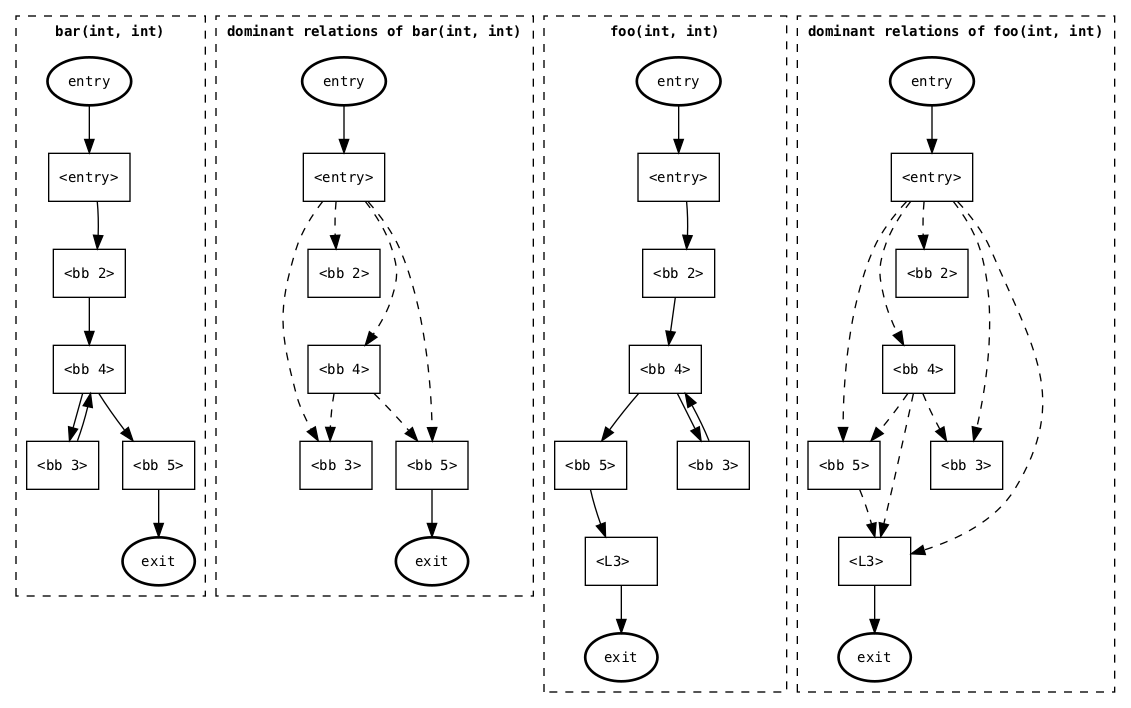 bar(int, int)
entry
<entry>
<bb 2>
<bb 4>
<bb 3>
<bb 5>
exit
dominant relations of bar(int, int)
entry
<entry>
<bb 2>
<bb 4>
<bb 3>
<bb 5>
exit
foo(int, int)
entry
<entry>
<bb 2>
<bb 4>
<bb 5>
<bb 3>
<L3>
exit
dominant relations of foo(int, int)
entry
<entry>
<bb 2>
<bb 4>
<bb 5>
<bb 3>
<L3>
exit